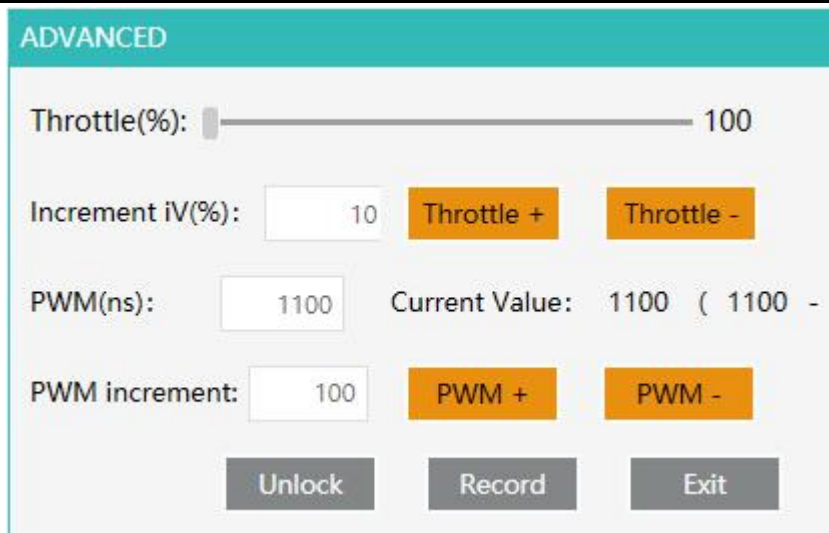 ADVANCED
Throttle(%): 100
Increment iV(%): 10 Throttle + Throttle -
PWM(ns): 1100 Current Value: 1100 ( 1100 -
PWM increment: 100 PWM + PWM -
Unlock Record Exit